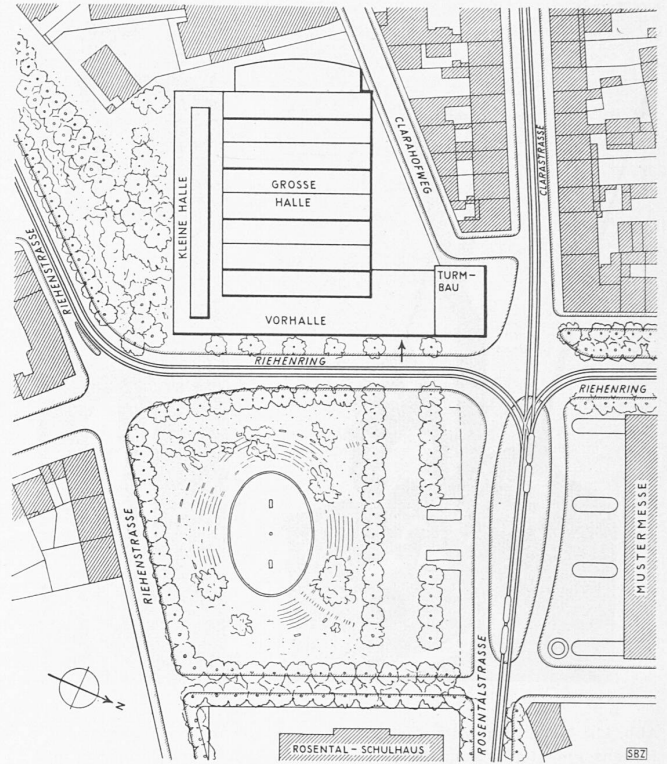 CLARAHOFWEG
CLARASTRASSE
KLEINE HALLE
GROSSE
HALLE
RIEHENSTRASSE
TURM-
BAU
VORHALLE
RIEHENRING
RIEHENRING
RIEHENSTRASSE
MUSTERMESSE
ROSENTALSTRASSE
N
ROSENTAL-SCHULHAUS
SBZ